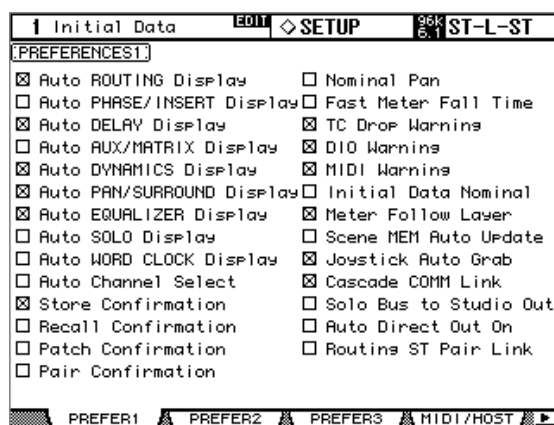 1 Initial Data EDIT ◇SETUP 96k 6.1 ST-L-ST
PREFERENCES1
☒ Auto ROUTING Display ☐ Nominal Pan
☐ Auto PHASE/INSERT Display ☐ Fast Meter Fall Time
☒ Auto DELAY Display ☒ TC Drop Warning
☐ Auto AUX/MATRIX Display ☒ DIO Warning
☒ Auto DYNAMICS Display ☒ MIDI Warning
☒ Auto PAN/SURROUND Display ☐ Initial Data Nominal
☒ Auto EQUALIZER Display ☒ Meter Follow Layer
☐ Auto SOLO Display ☐ Scene MEM Auto Update
☐ Auto WORD CLOCK Display ☒ Joystick Auto Grab
☐ Auto Channel Select ☒ Cascade COMM Link
☒ Store Confirmation ☐ Solo Bus to Studio Out
☐ Recall Confirmation ☐ Auto Direct Out On
☐ Patch Confirmation ☐ Routing ST Pair Link
☐ Pair Confirmation
PREFER1 PREFER2 PREFER3 MIDI/HOST